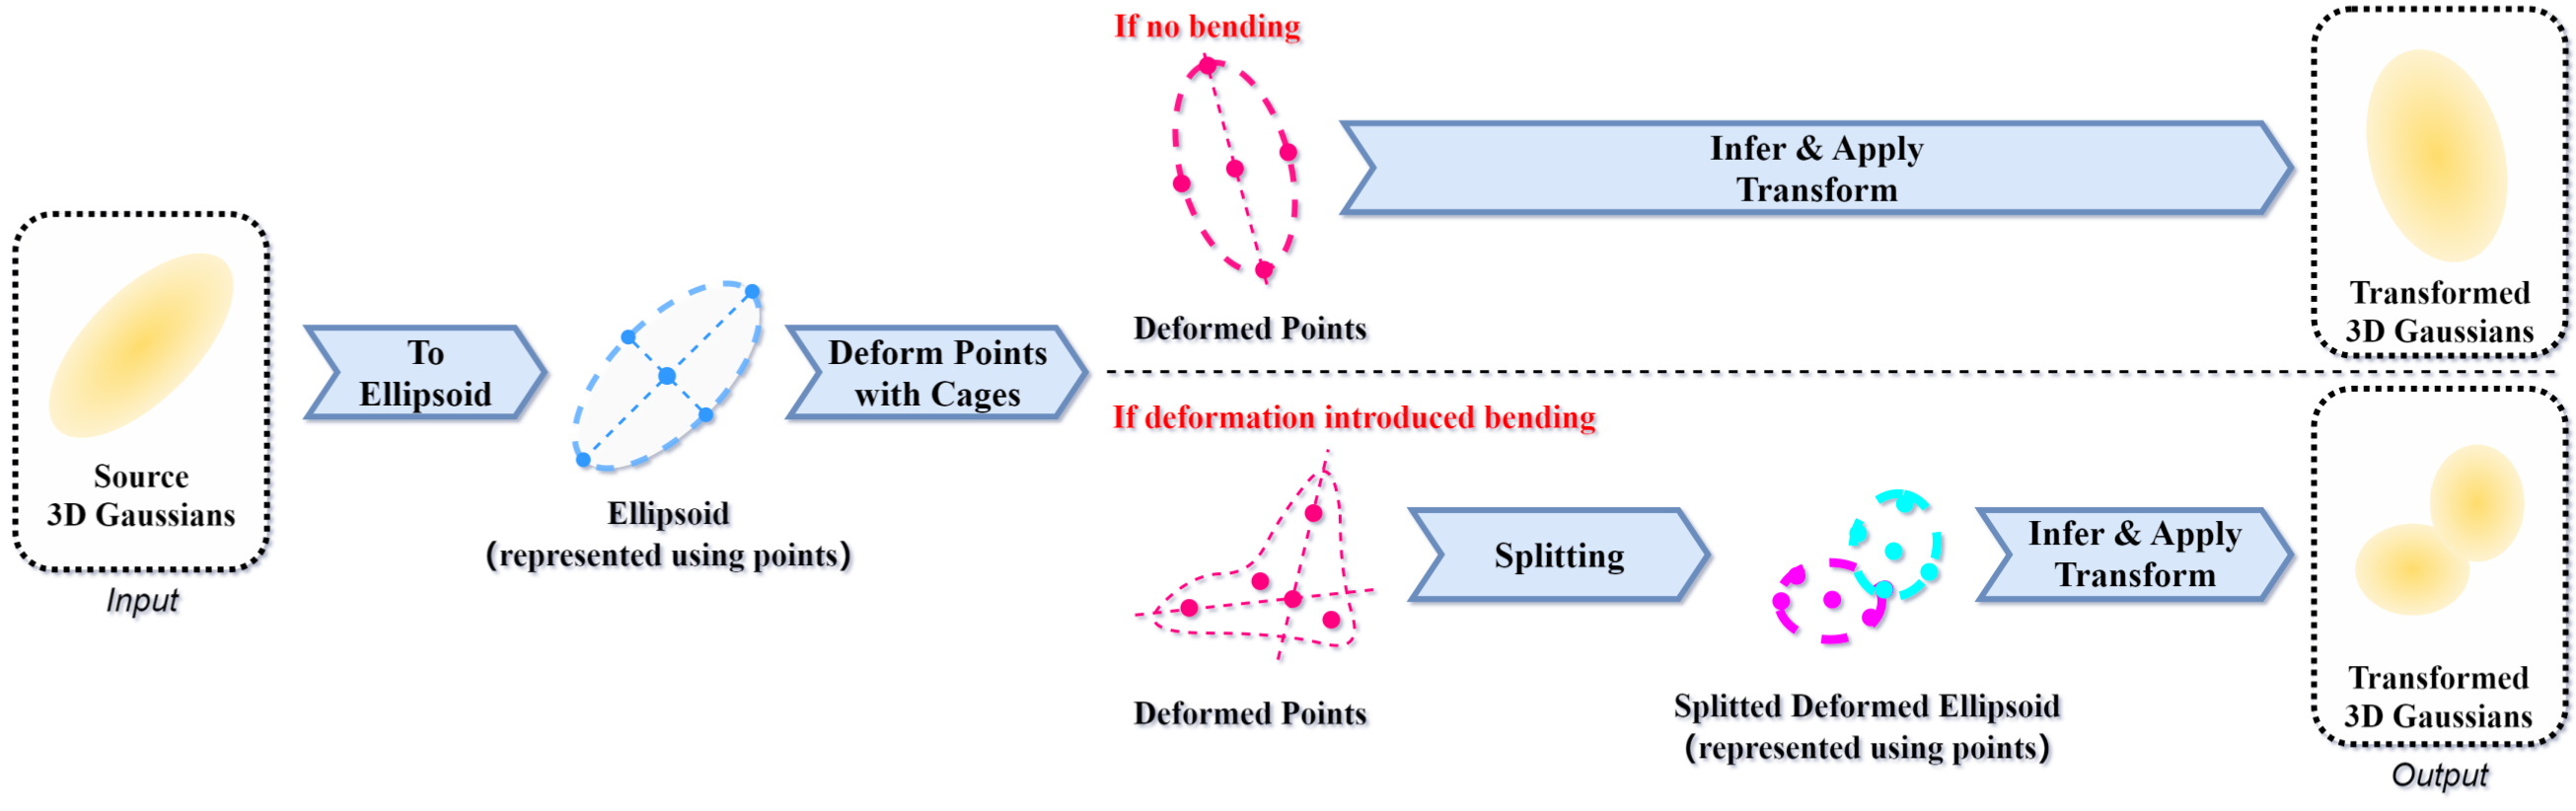 Source
3D Gaussians
Input
To
Ellipsoid
Ellipsoid
(represented using points)
Deform Points
with Cages
If no bending
Deformed Points
Infer & Apply
Transform
Transformed
3D Gaussians
If deformation introduced bending
Deformed Points
Splitting
Splitted Deformed Ellipsoid
(represented using points)
Infer & Apply
Transform
Transformed
3D Gaussians
Output